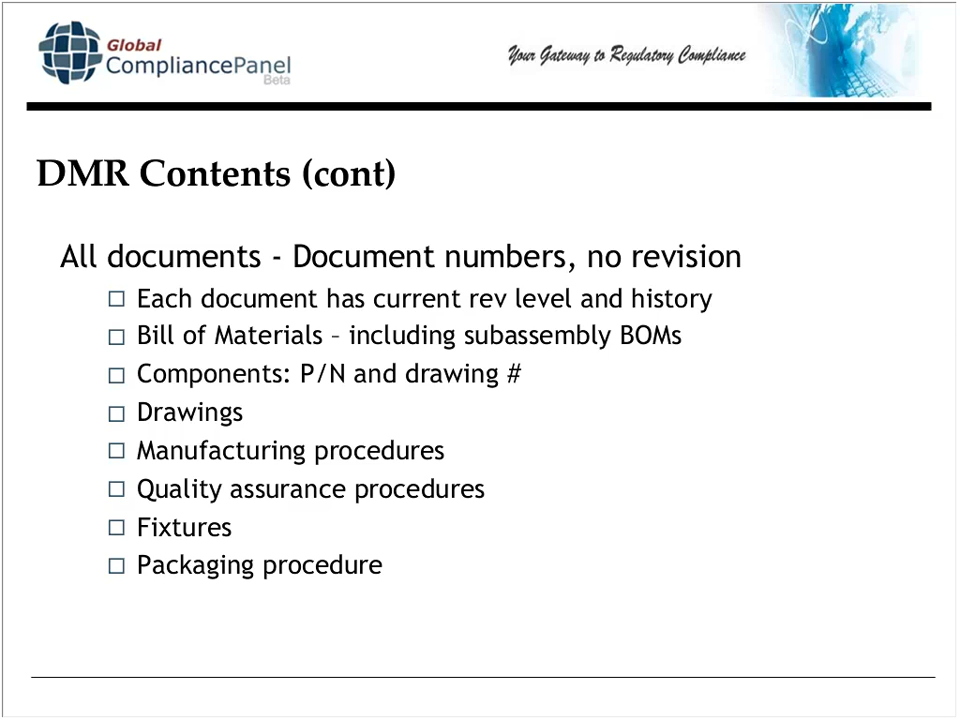 Global
CompliancePanel
Beta
Your Gateway to Regulatory Compliance
DMR Contents (cont)
All documents - Document numbers, no revision
Each document has current rev level and history
Bill of Materials – including subassembly BOMs
Components: P/N and drawing #
Drawings
Manufacturing procedures
Quality assurance procedures
Fixtures
Packaging procedure